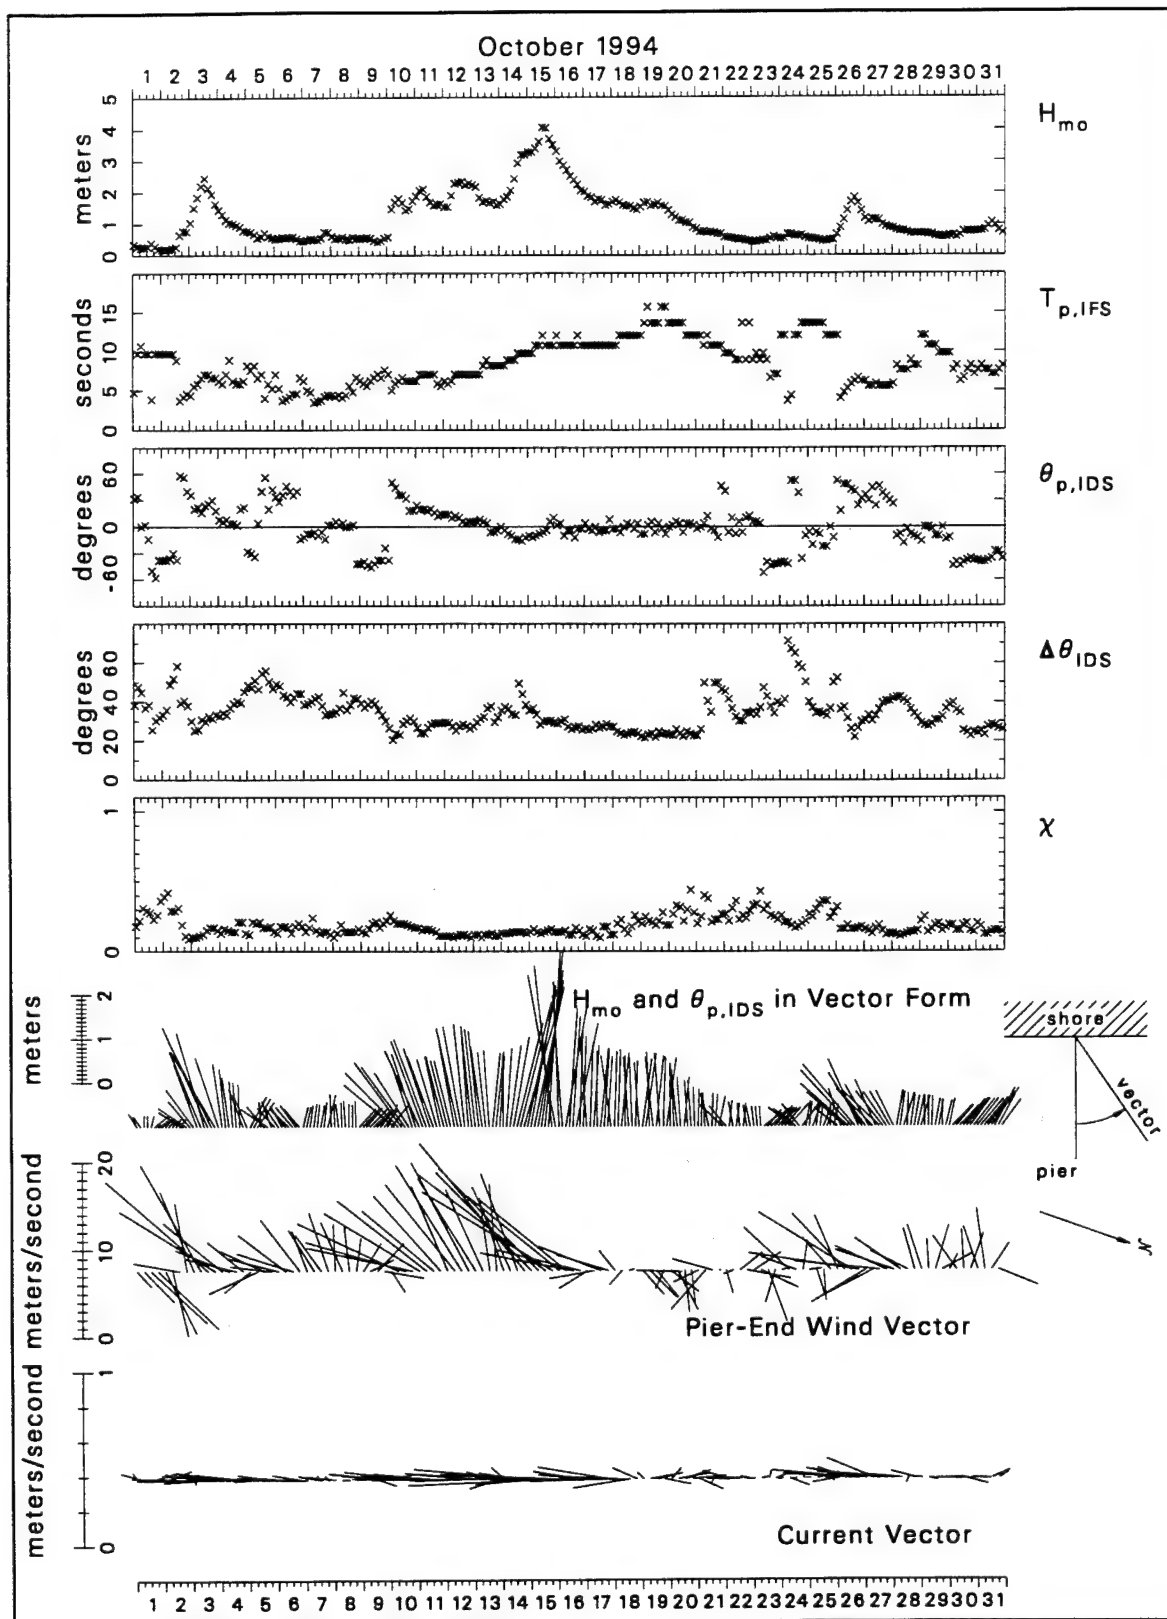 October 1994
1 2 3 4 5 6 7 8 9 10 11 12 13 14 15 16 17 18 19 20 21 22 23 24 25 26 27 28 29 30 31
meters
5
4
3
2
1
0
H mo
seconds
15
10
5
0
T p,IFS
degrees
60
0
-60
θ p,IDS
degrees
60
40
20
0
Δθ IDS
1
0
χ
meters
2
1
0
H mo and θ p,IDS in Vector Form
shore
vector
pier
N
meters/second
20
10
0
Pier-End Wind Vector
meters/second
1
0
Current Vector
1 2 3 4 5 6 7 8 9 10 11 12 13 14 15 16 17 18 19 20 21 22 23 24 25 26 27 28 29 30 31